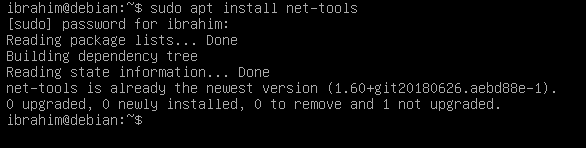 ibrahim@debian:~$ sudo apt install net-tools
[sudo] password for ibrahim:
Reading package lists... Done
Building dependency tree
Reading state information... Done
net-tools is already the newest version (1.60+git20180626.aebd88e-1).
0 upgraded, 0 newly installed, 0 to remove and 1 not upgraded.
ibrahim@debian:~$